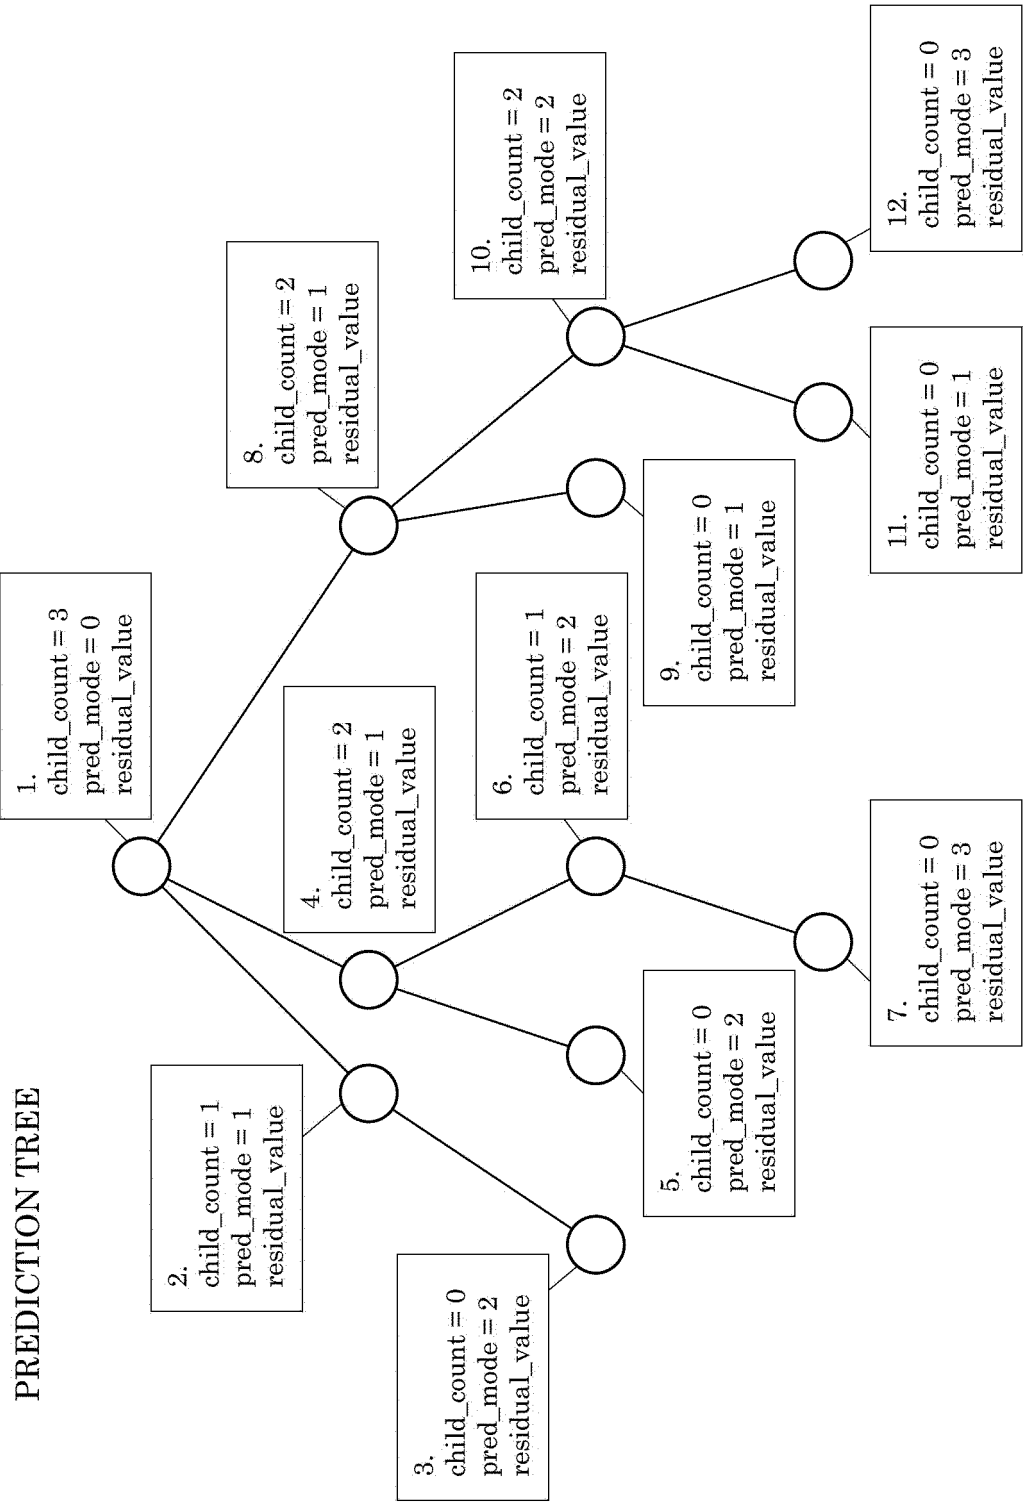 PREDICTION TREE
1.
child_count = 3
pred_mode = 0
residual_value
2.
child_count = 1
pred_mode = 1
residual_value
3.
child_count = 0
pred_mode = 2
residual_value
4.
child_count = 2
pred_mode = 1
residual_value
5.
child_count = 0
pred_mode = 2
residual_value
6.
child_count = 1
pred_mode = 2
residual_value
7.
child_count = 0
pred_mode = 3
residual_value
8.
child_count = 2
pred_mode = 1
residual_value
9.
child_count = 0
pred_mode = 1
residual_value
10.
child_count = 2
pred_mode = 2
residual_value
11.
child_count = 0
pred_mode = 1
residual_value
12.
child_count = 0
pred_mode = 3
residual_value